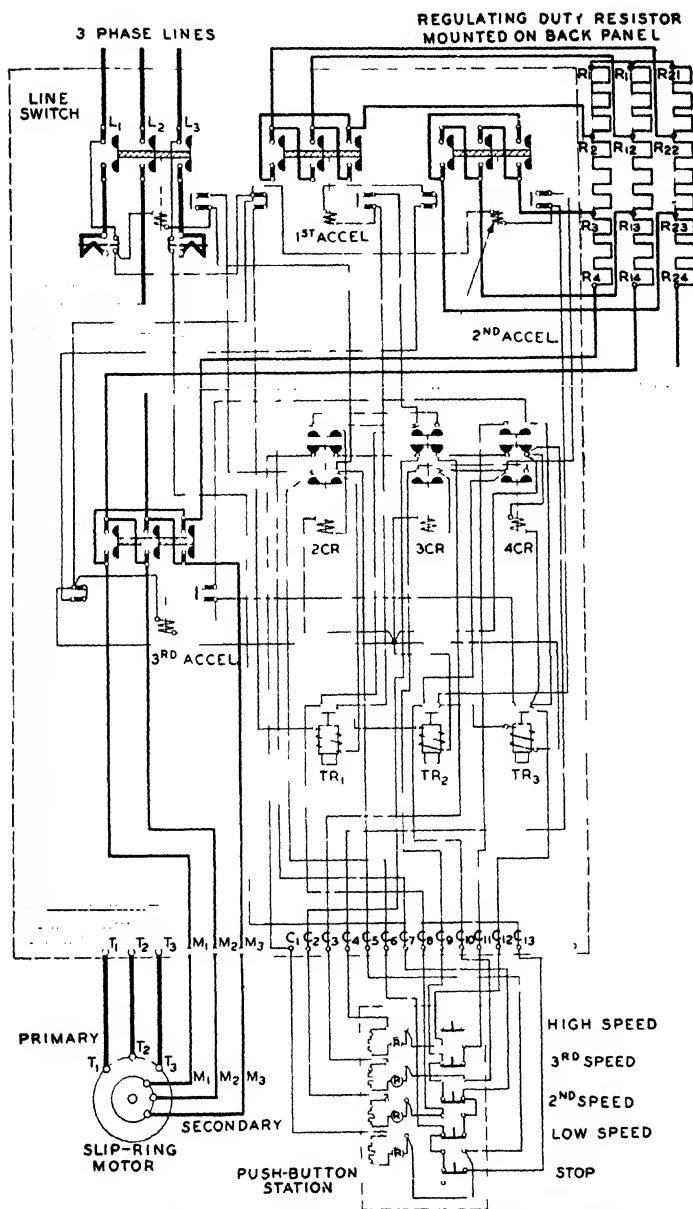 REGULATING DUTY RESISTOR
MOUNTED ON BACK PANEL
3 PHASE LINES
LINE
SWITCH
L1 L2 L3
R1 R11 R21
R2 R12 R22
R3 R13 R23
R4 R14 R24
1ST ACCEL
2ND ACCEL.
2CR 3CR 4CR
3RD ACCEL
TR1 TR2 TR3
T1 T2 T3 M1 M2 M3 C1 C2 C3 C4 C5 C6 C7 C8 C9 C10 C11 C12 C13
PRIMARY
T1 T2 T3 M1 M2 M3
SECONDARY
SLIP-RING
MOTOR
PUSH-BUTTON
STATION
R
R
R
R
HIGH SPEED
3RD SPEED
2ND SPEED
LOW SPEED
STOP